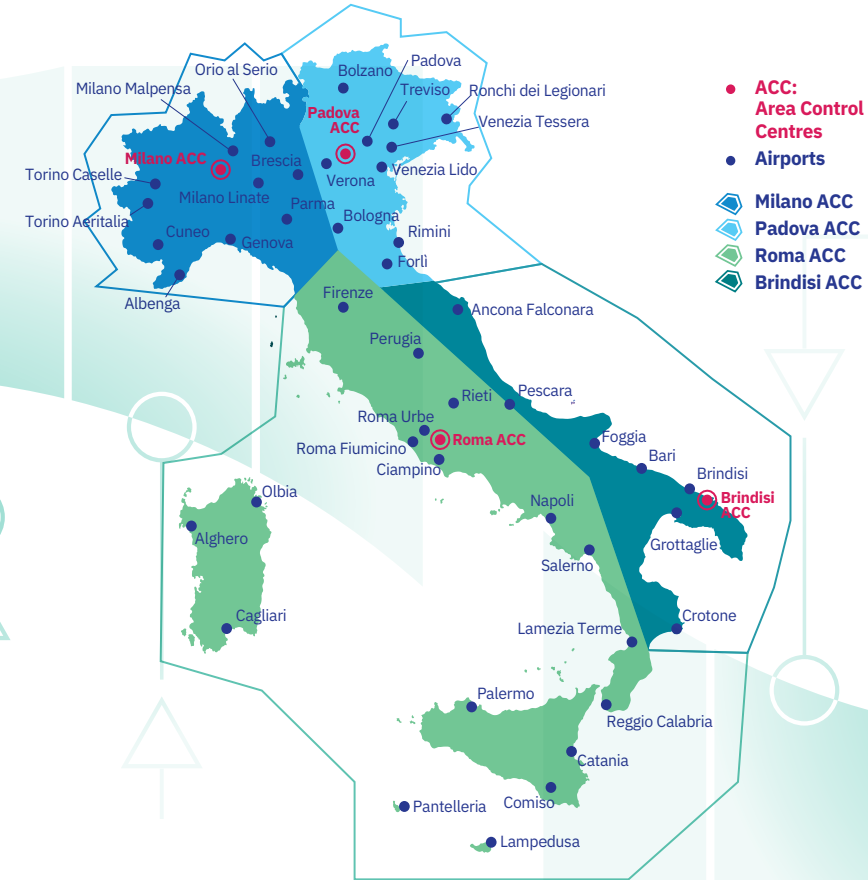 Orio al Serio
Milano Malpensa
Bolzano
Padova
Treviso
Ronchi dei Legionari
Padova
ACC
Venezia Tessera
Milano ACC
Brescia
Torino Caselle
Verona
Venezia Lido
Milano Linate
Parma
Torino Aeritalia
Bologna
Cuneo
Genova
Rimini
Forlì
Albenga
Firenze
Ancona Falconara
Perugia
Rieti
Pescara
Roma Urbe
Roma ACC
Roma Fiumicino
Ciampino
Foggia
Bari
Brindisi
Brindisi
ACC
Olbia
Alghero
Napoli
Grottaglie
Salerno
Cagliari
Crotone
Lamezia Terme
Palermo
Reggio Calabria
Catania
Pantelleria
Comiso
Lampedusa
ACC:
Area Control
Centres
Airports
Milano ACC
Padova ACC
Roma ACC
Brindisi ACC